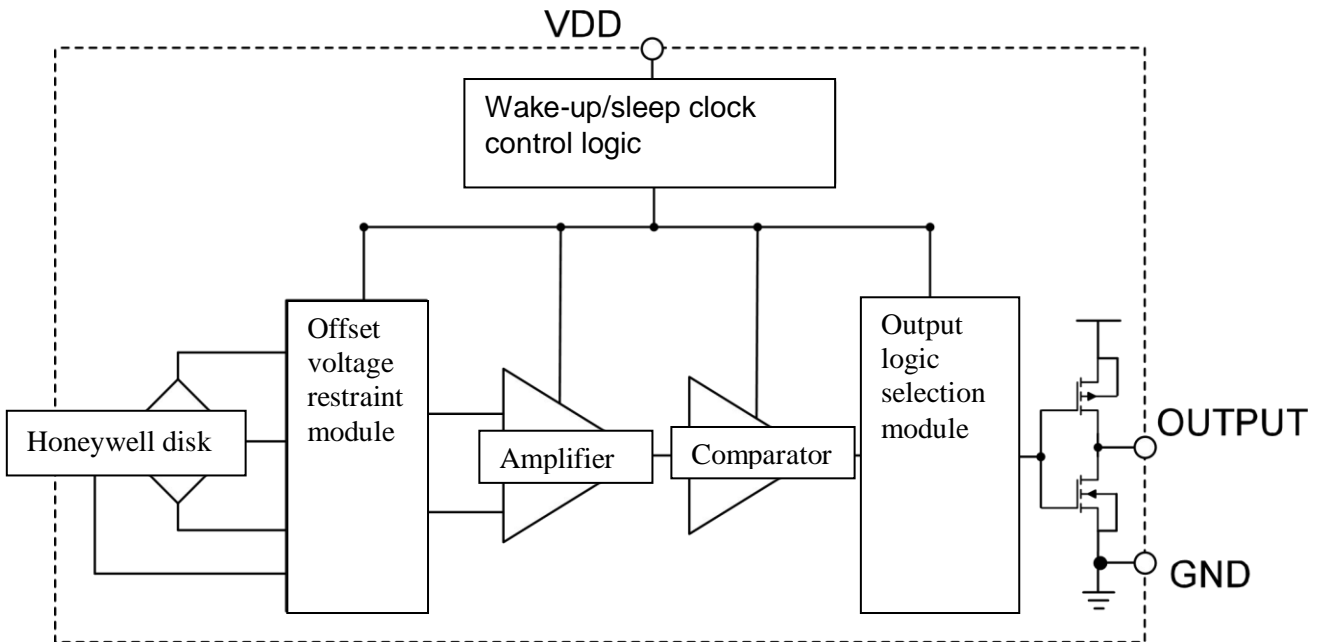 VDD
Wake-up/sleep clock
control logic
Offset
voltage
restraint
module
Output
logic
selection
module
Honeywell disk
Amplifier
Comparator
OUTPUT
GND